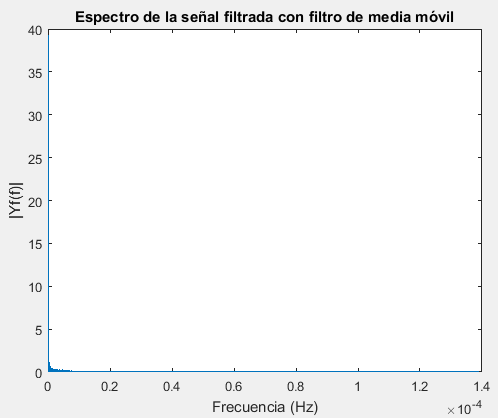 Espectro de la señal filtrada con filtro de media móvil
|Yf(f)|
40
35
30
25
20
15
10
5
0
0 0.2 0.4 0.6 0.8 1 1.2 1.4
Frecuencia (Hz)
×10⁻⁴